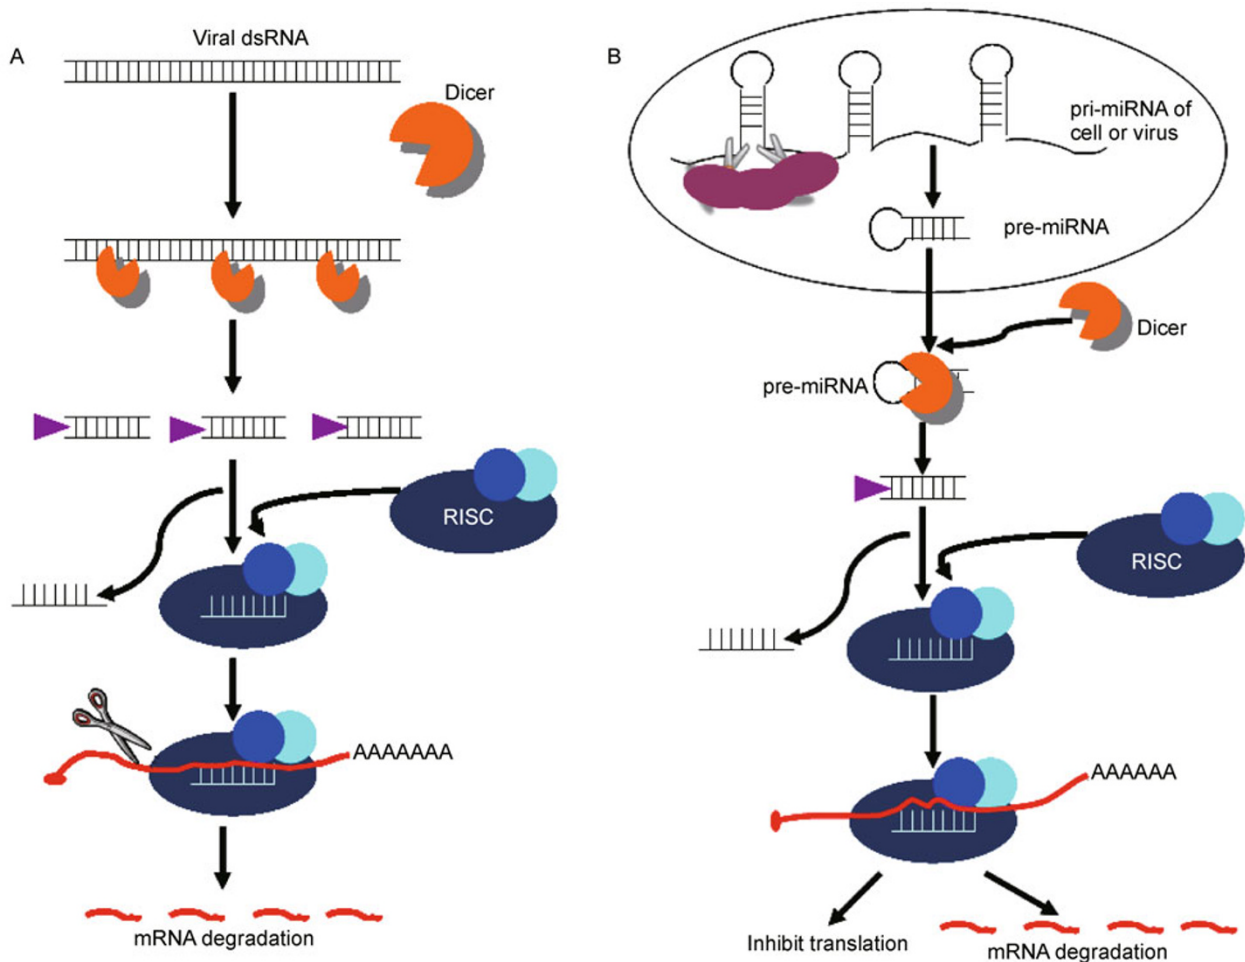 A
Viral dsRNA
Dicer
RISC
AAAAAAA
mRNA degradation
B
pri-miRNA of
cell or virus
pre-miRNA
Dicer
pre-miRNA
RISC
AAAAAA
Inhibit translation
mRNA degradation